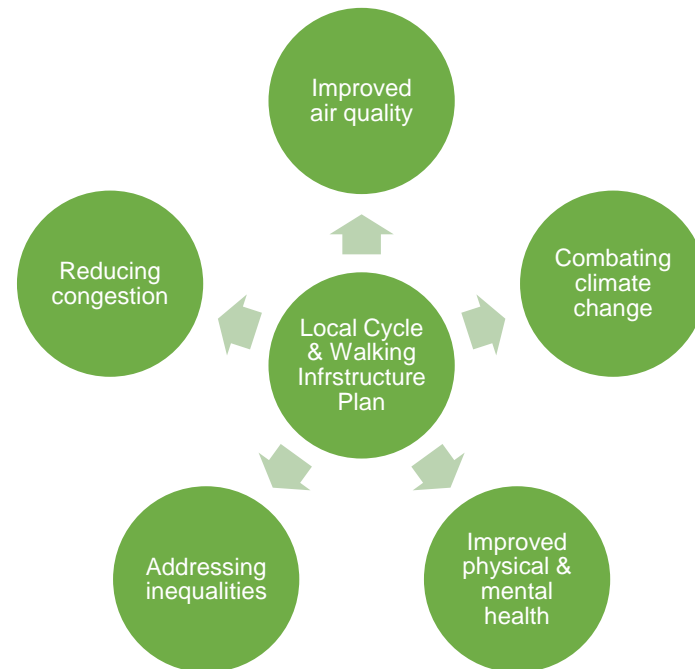 Improved
air quality
Reducing
congestion
Combating
climate
change
Local Cycle
& Walking
Infrstructure
Plan
Addressing
inequalities
Improved
physical &
mental
health